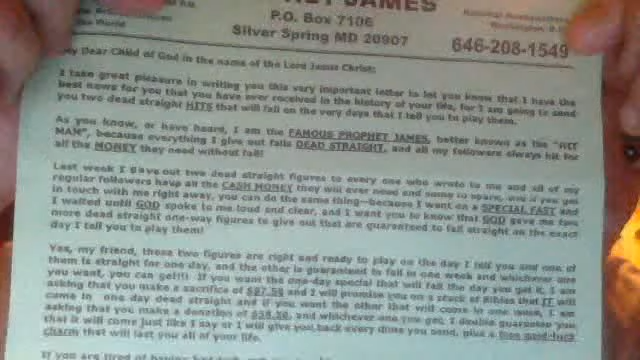 JAMES
P.O. Box 7106
Silver Spring MD 20907
646-208-1549
the World
My Dear Child of God in the name of the Lord Jesus Christ:
I take great pleasure in writing you this very important letter to let you know that I have the
best news for you that you have ever received in the history of your life, for I am going to send
you two dead straight HITS that will fall on the very days that I tell you to play them.
As you know, or have heard, I am the FAMOUS PROPHET JAMES, better known as the "HIT
MAN", because everything I give out falls DEAD STRAIGHT, and all my followers always hit for
all the MONEY they need without fail!
Last week I gave out two dead straight figures to every one who wrote to me and all of my
regular followers have all the CASH MONEY they will ever need and some to spare, and if you get
in touch with me right away, you can do the same thing—because I went on a SPECIAL FAST and
I waited until GOD spoke to me loud and clear, and I want you to know that GOD gave me two
more dead straight one-way figures to give out that are guaranteed to fall straight on the exact
day I tell you to play them!
Yes, my friend, these two figures are right and ready to play on the day I tell you and one of
them is straight for one day, and the other is guaranteed to fall in one week and whichever one
you want, you can get!! If you want the one-day special that will fall the day you get it, I am
asking that you make a sacrifice of and I will promise you on a stack of Bibles that IT will
come in one day dead straight and if you want the other that will come in one week, I am
asking that you make a donation of and whichever one you get, I double guarantee you
that it will come just like I say or I will give you back every dime you send, plus a free good-luck
charm that will last you all of your life.
If you are tired of having bad luck